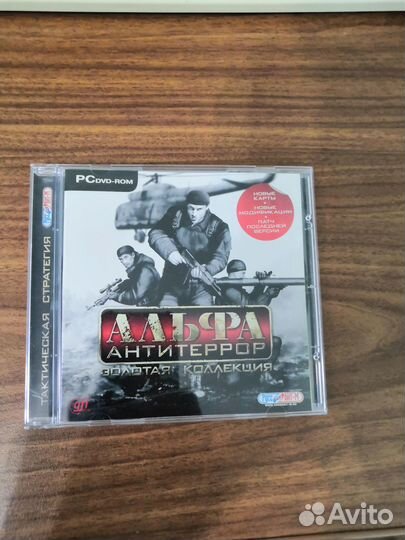 PC DVD-ROM
НОВЫЕ
КАРТЫ
+
НОВЫЕ
МОДИФИКАЦИИ
+
ПАТЧ
ПОСЛЕДНЕЙ
ВЕРСИИ
ТАКТИЧЕСКАЯ СТРАТЕГИЯ
АЛЬФА
АНТИТЕРРОР
ЗОЛОТАЯ КОЛЛЕКЦИЯ
Avito